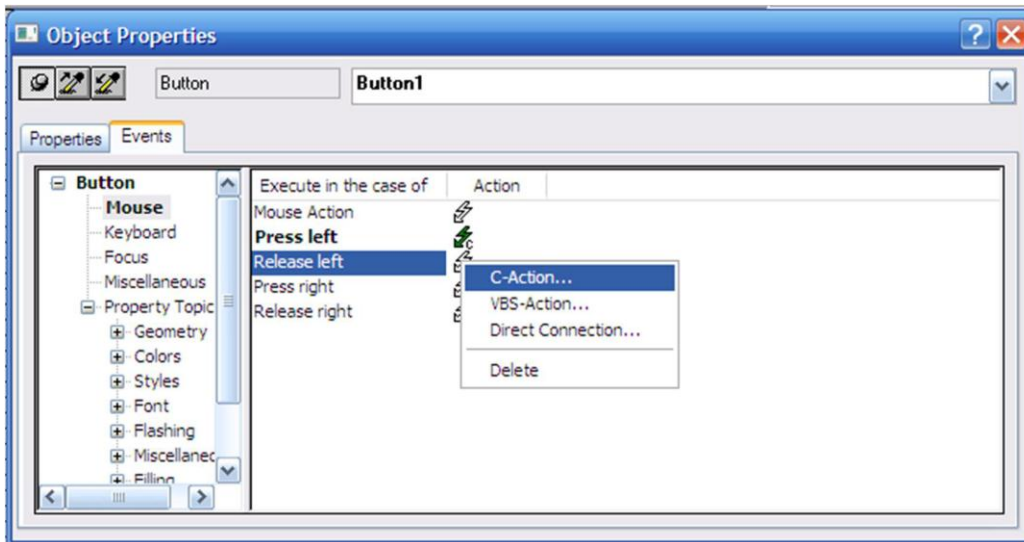 Object Properties
Button
Button1
Properties
Events
Button
Mouse
Keyboard
Focus
Miscellaneous
Property Topic
Geometry
Colors
Styles
Font
Flashing
Miscellanec
Filling
Execute in the case of
Action
Mouse Action
Press left
Release left
Press right
Release right
C-Action...
VBS-Action...
Direct Connection...
Delete